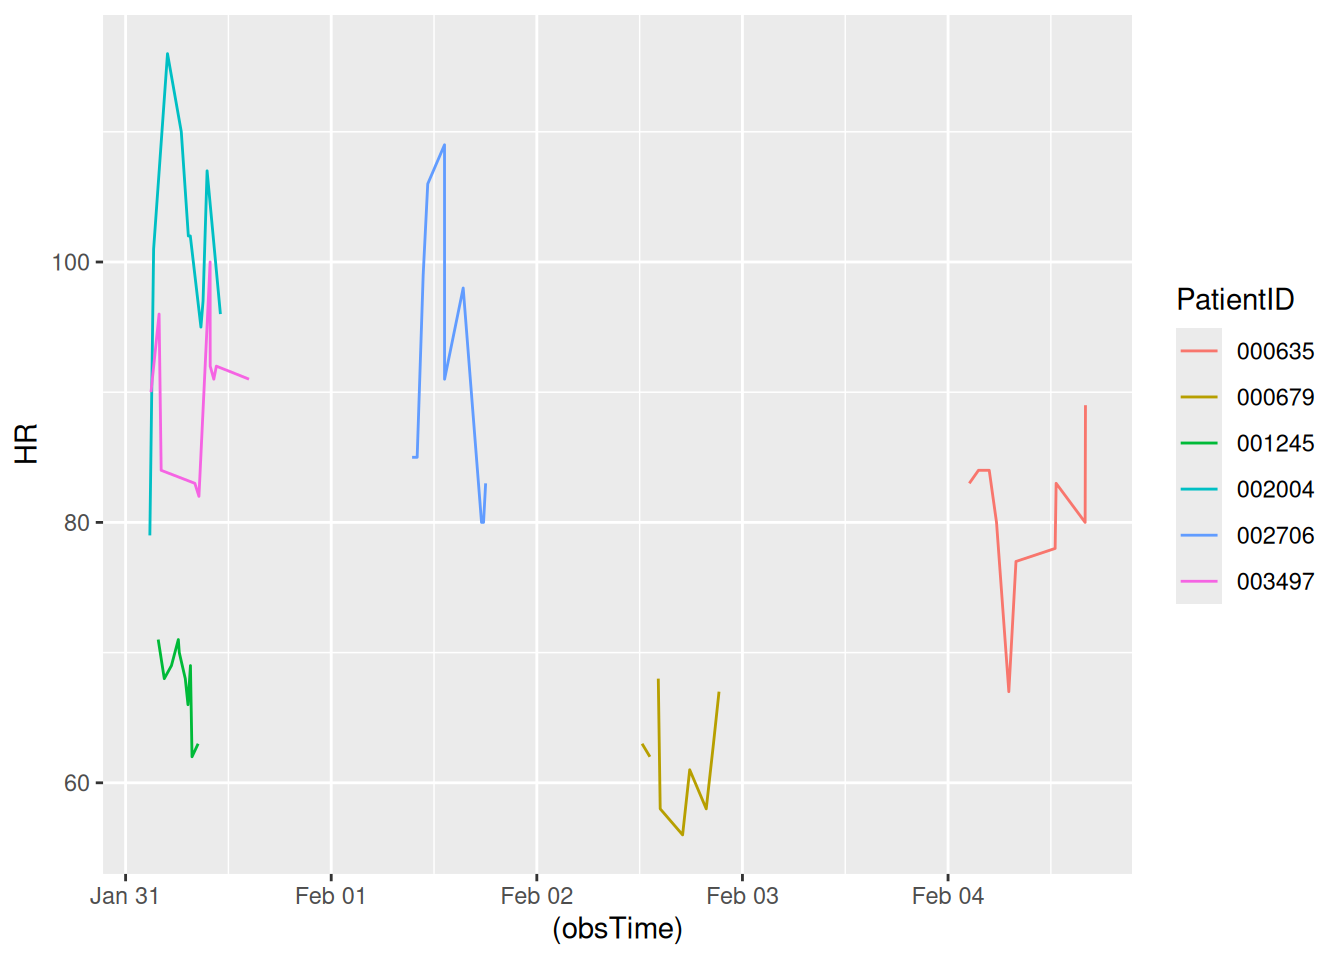 100
80
60
HR
Jan 31
Feb 01
Feb 02
Feb 03
Feb 04
(obsTime)
PatientID
000635
000679
001245
002004
002706
003497